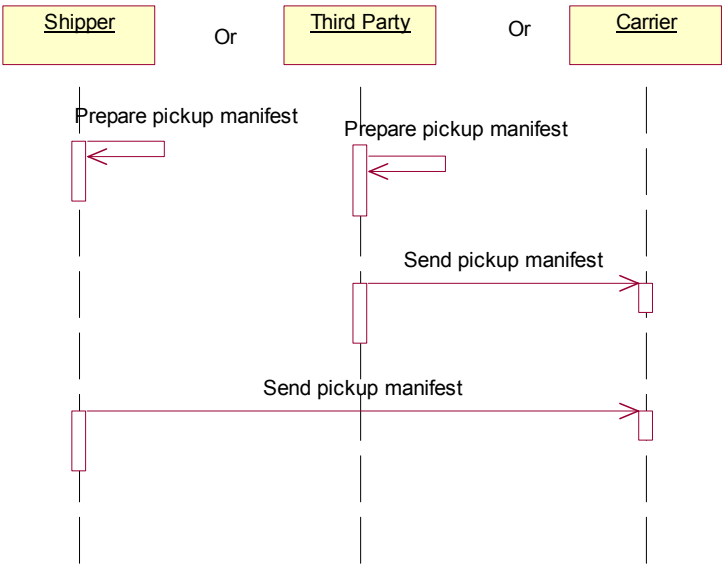 Shipper
Or
Third Party
Or
Carrier
Prepare pickup manifest
Prepare pickup manifest
Send pickup manifest
Send pickup manifest